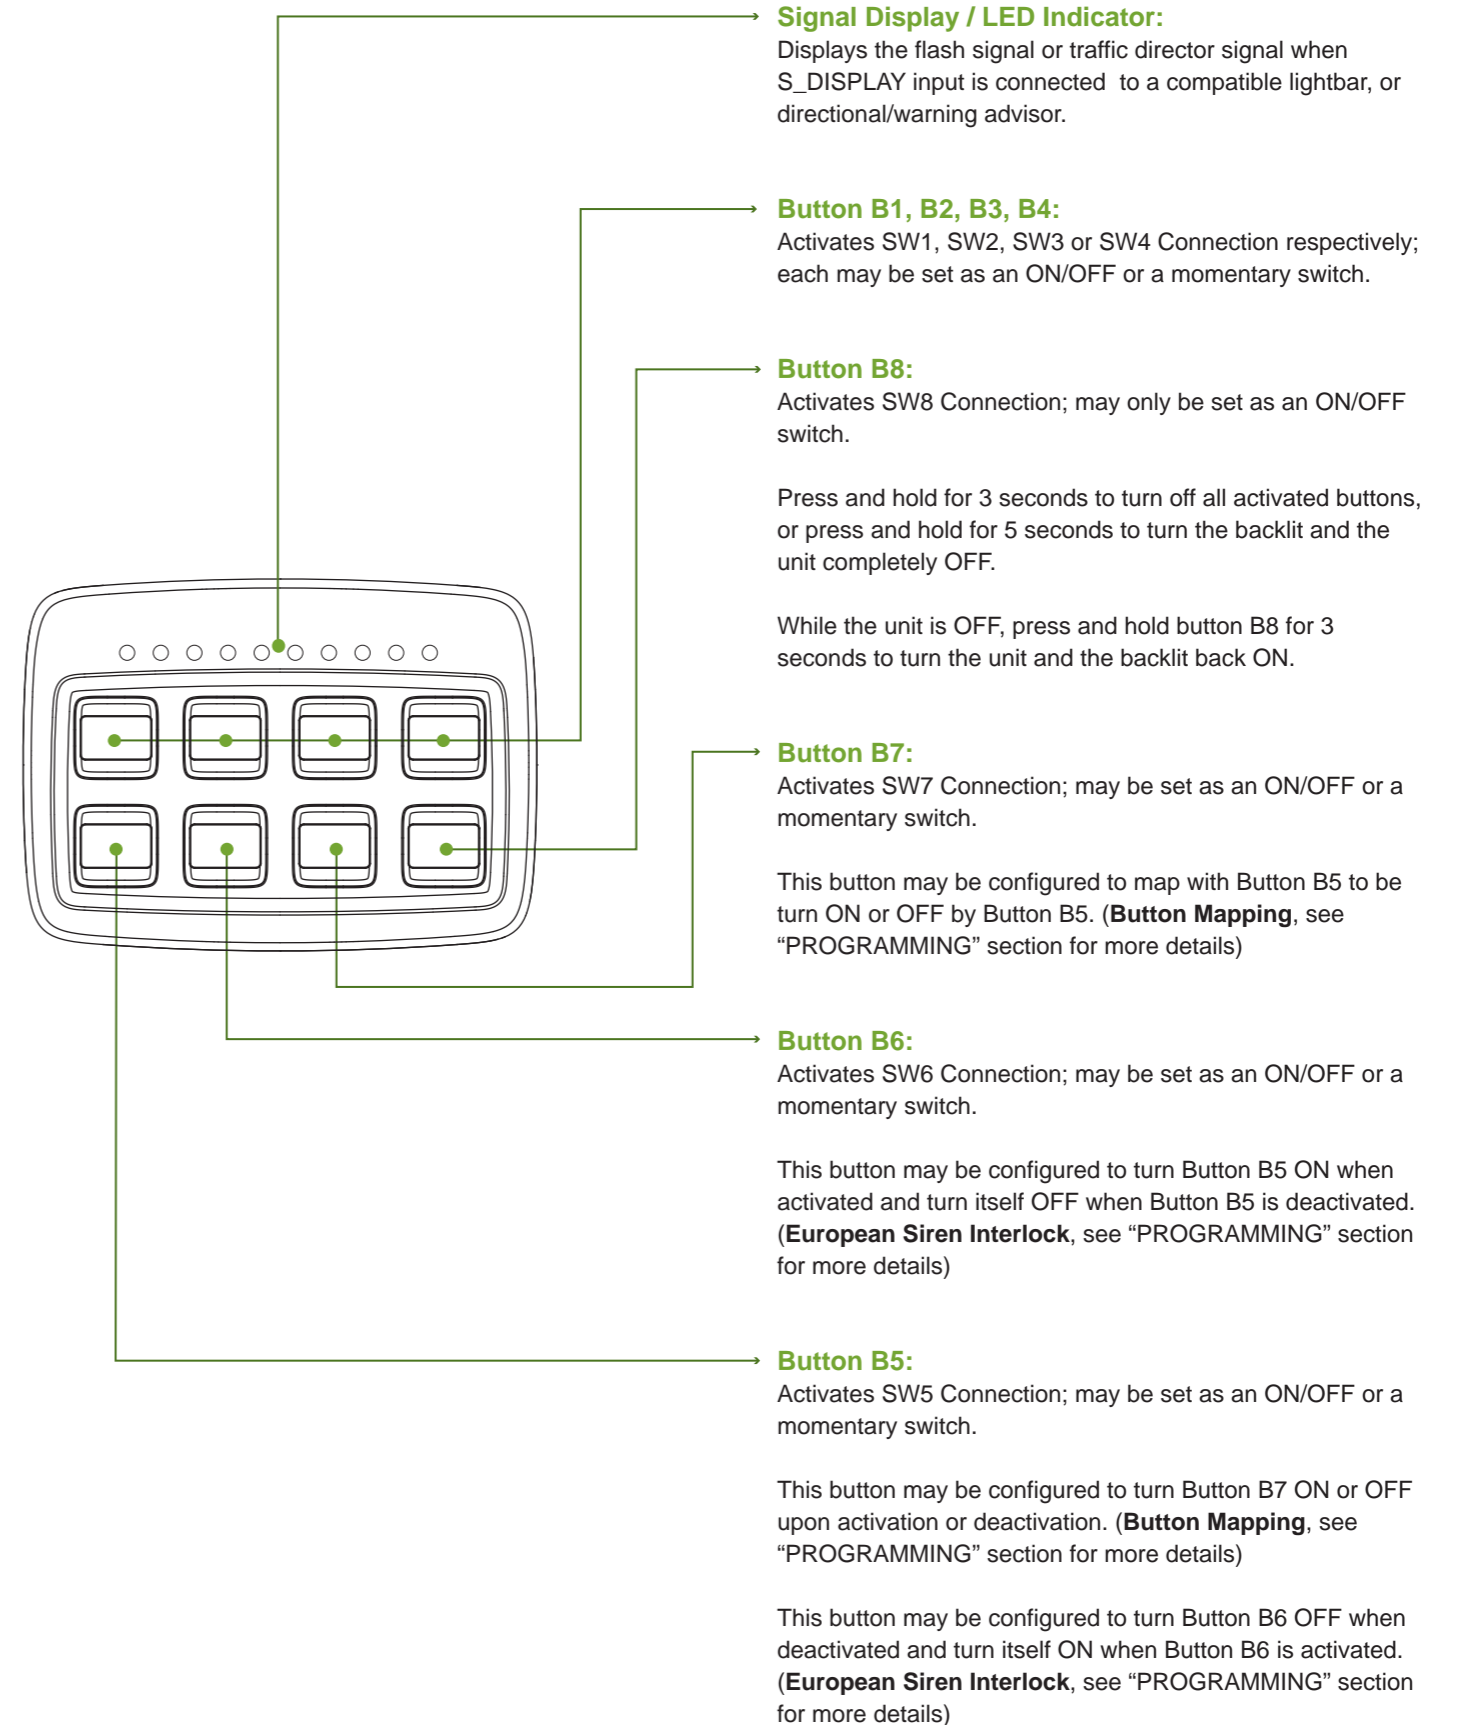 Signal Display / LED Indicator:
Displays the flash signal or traffic director signal when
S_DISPLAY input is connected  to a compatible lightbar, or
directional/warning advisor.
Button B1, B2, B3, B4:
Activates SW1, SW2, SW3 or SW4 Connection respectively;
each may be set as an ON/OFF or a momentary switch.
Button B8:
Activates SW8 Connection; may only be set as an ON/OFF
switch.
Press and hold for 3 seconds to turn off all activated buttons,
or press and hold for 5 seconds to turn the backlit and the
unit completely OFF.
While the unit is OFF, press and hold button B8 for 3
seconds to turn the unit and the backlit back ON.
Button B7:
Activates SW7 Connection; may be set as an ON/OFF or a
momentary switch.
This button may be configured to map with Button B5 to be
turn ON or OFF by Button B5. (Button Mapping, see
“PROGRAMMING” section for more details)
Button B6:
Activates SW6 Connection; may be set as an ON/OFF or a
momentary switch.
This button may be configured to turn Button B5 ON when
activated and turn itself OFF when Button B5 is deactivated.
(European Siren Interlock, see “PROGRAMMING” section
for more details)
Button B5:
Activates SW5 Connection; may be set as an ON/OFF or a
momentary switch.
This button may be configured to turn Button B7 ON or OFF
upon activation or deactivation. (Button Mapping, see
“PROGRAMMING” section for more details)
This button may be configured to turn Button B6 OFF when
deactivated and turn itself ON when Button B6 is activated.
(European Siren Interlock, see “PROGRAMMING” section
for more details)